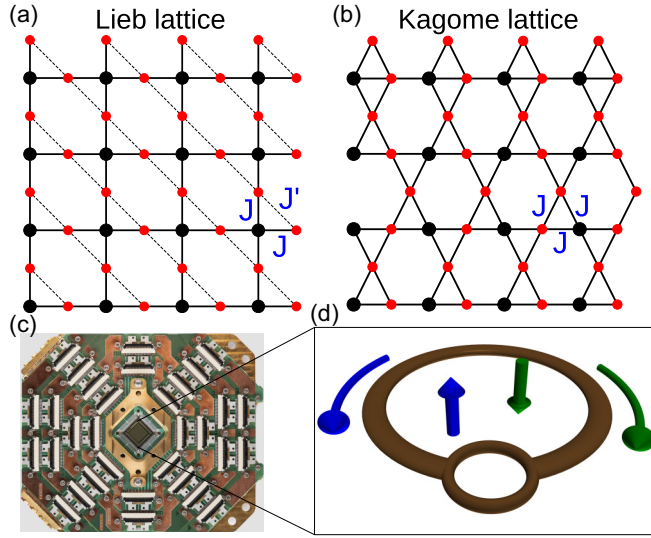 (a)
Lieb lattice
(b)
Kagome lattice
J
J'
J
J
J
J
(c)
(d)